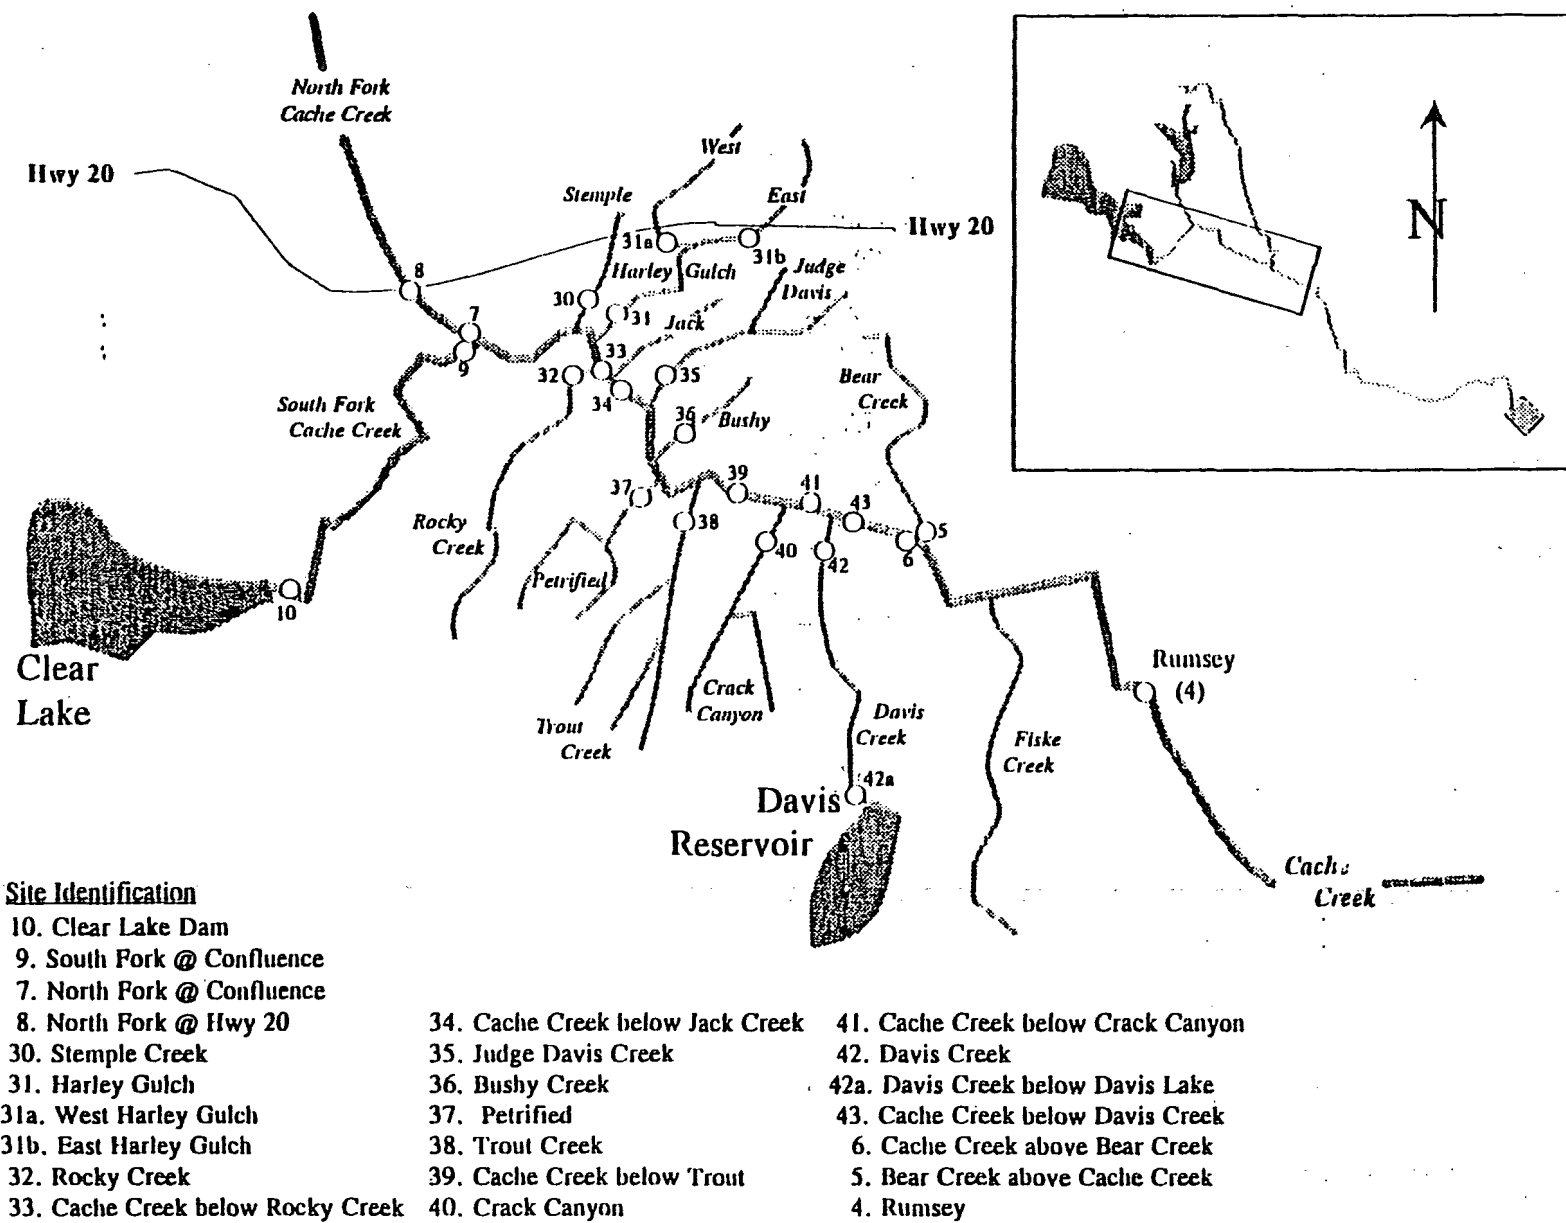 North Fork
Cache Creek
Hwy 20
West
Stemple
East
Hwy 20
31a
31b
Harley Gulch
Judge
Davis
8
30
31
7
Jack
9
33
32
35
34
Bear
Creek
South Fork
Cache Creek
36
Bushy
37
39
41
43
5
Rocky
Creek
38
40
42
6
Petrified
10
Clear
Lake
Rumsey
(4)
Crack
Canyon
Trout
Creek
Davis
Creek
Fiske
Creek
42a
Davis
Reservoir
Cache
Creek
N
Site Identification
10. Clear Lake Dam
9. South Fork @ Confluence
7. North Fork @ Confluence
8. North Fork @ Hwy 20
30. Stemple Creek
31. Harley Gulch
31a. West Harley Gulch
31b. East Harley Gulch
32. Rocky Creek
33. Cache Creek below Rocky Creek
34. Cache Creek below Jack Creek
35. Judge Davis Creek
36. Bushy Creek
37. Petrified
38. Trout Creek
39. Cache Creek below Trout
40. Crack Canyon
41. Cache Creek below Crack Canyon
42. Davis Creek
42a. Davis Creek below Davis Lake
43. Cache Creek below Davis Creek
6. Cache Creek above Bear Creek
5. Bear Creek above Cache Creek
4. Rumsey